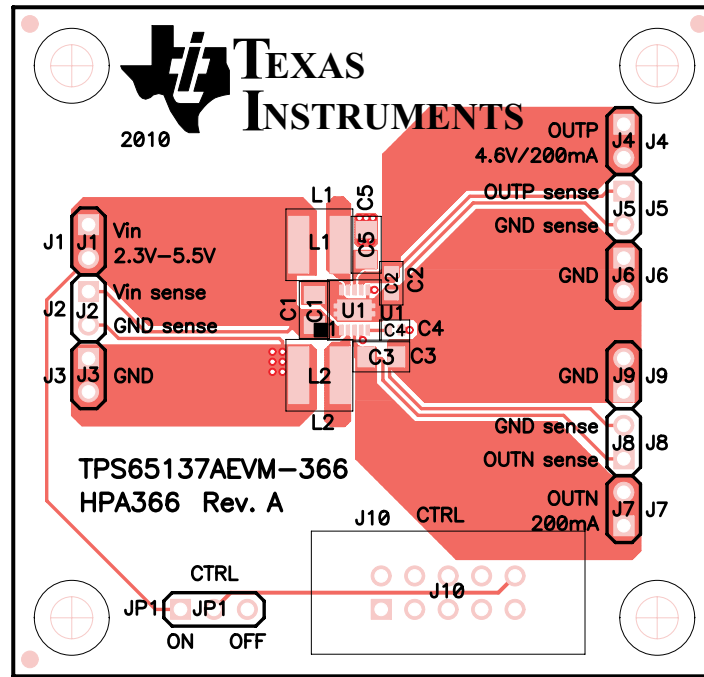 TEXAS
INSTRUMENTS
2010
OUTP
4.6V/200mA
J4 J4
OUTP sense
GND sense
J5 J5
GND
J6 J6
L1
L1
C5
C5
J1 J1
Vin
2.3V-5.5V
Vin sense
J2 J2
GND sense
J3 J3
GND
C1
C1
C2
C2
U1
U1
1
C4
C4
C3
C3
L2
L2
GND
J9 J9
GND sense
J8 J8
OUTN sense
OUTN
200mA
J7 J7
TPS65137AEVM-366
HPA366 Rev. A
J10 CTRL
J10
CTRL
JP1 JP1
ON OFF